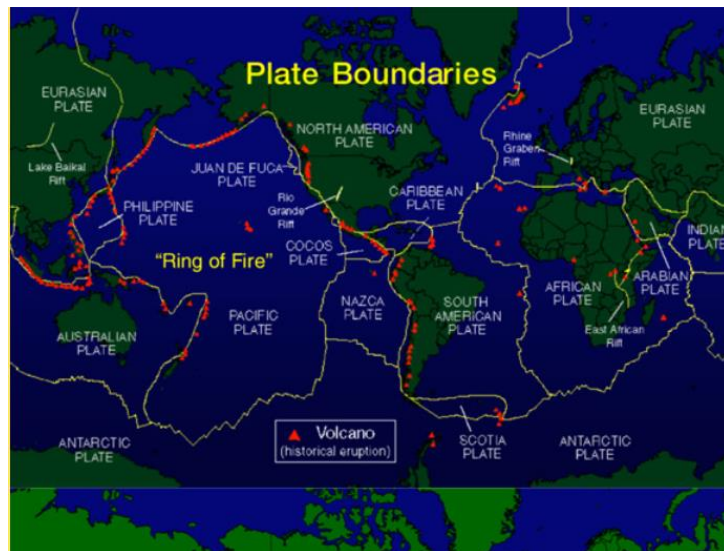 Plate Boundaries
EURASIAN
PLATE
Lake Baikal
Rift
PHILIPPINE
PLATE
"Ring of Fire"
AUSTRALIAN
PLATE
ANTARCTIC
PLATE
NORTH AMERICAN
PLATE
JUAN DE FUCA
PLATE
Rio
Grande
Rift
CARIBBEAN
PLATE
COCOS
PLATE
PACIFIC
PLATE
NAZCA
PLATE
SOUTH
AMERICAN
PLATE
Volcano
(historical eruption)
SCOTIA
PLATE
Rhine
Graben
Rift
EURASIAN
PLATE
INDIAN
PLATE
ARABIAN
PLATE
AFRICAN
PLATE
East African
Rift
ANTARCTIC
PLATE